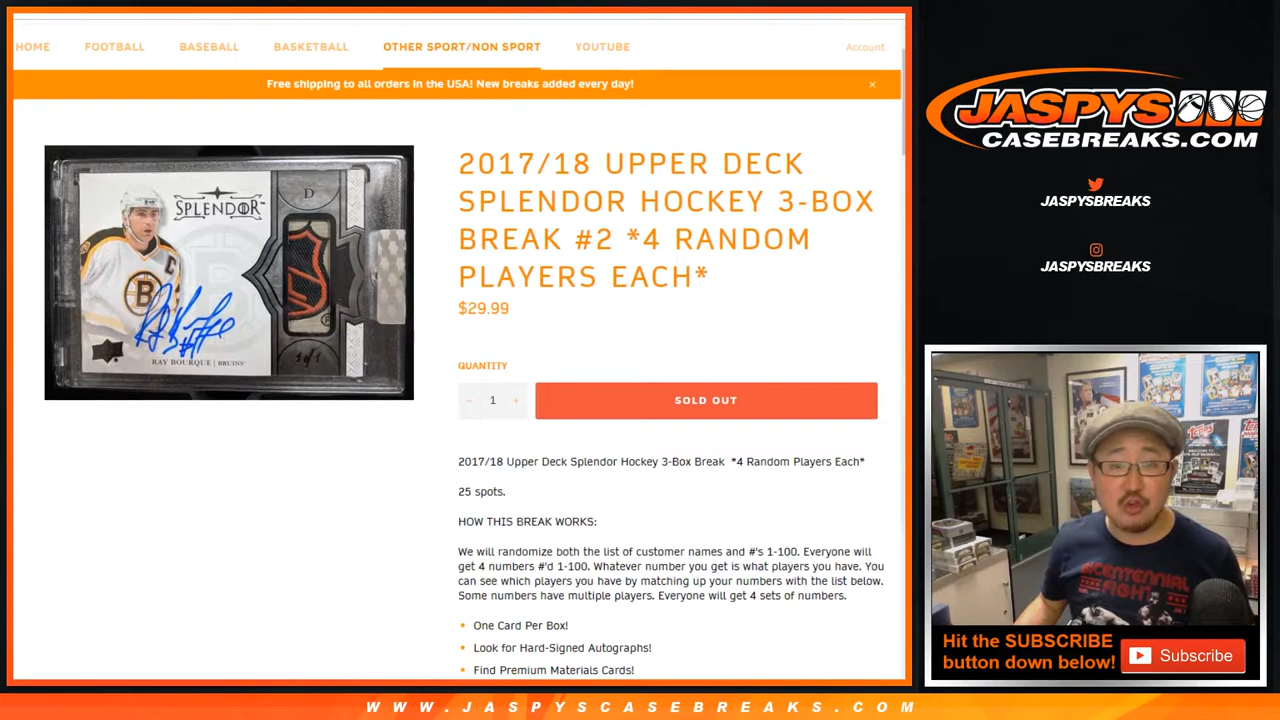 HOME FOOTBALL BASEBALL BASKETBALL OTHER SPORT/NON SPORT YOUTUBE Account
Free shipping to all orders in the USA! New breaks added every day! ×
SPLENDOR
D
RAY BOURQUE | BRUINS
1 of 1
2017/18 UPPER DECK
SPLENDOR HOCKEY 3-BOX
BREAK #2 *4 RANDOM
PLAYERS EACH*
$29.99
QUANTITY
− 1 +
SOLD OUT
2017/18 Upper Deck Splendor Hockey 3-Box Break *4 Random Players Each*
25 spots.
HOW THIS BREAK WORKS:
We will randomize both the list of customer names and #'s 1-100. Everyone will
get 4 numbers #'d 1-100. Whatever number you get is what players you have. You
can see which players you have by matching up your numbers with the list below.
Some numbers have multiple players. Everyone will get 4 sets of numbers.
• One Card Per Box!
• Look for Hard-Signed Autographs!
• Find Premium Materials Cards!
JASPYS
CASEBREAKS.COM
JASPYSBREAKS
JASPYSBREAKS
BICENTENNIAL
FIGHT
Hit the SUBSCRIBE
button down below!
Subscribe
WWW.JASPYSCASEBREAKS.COM